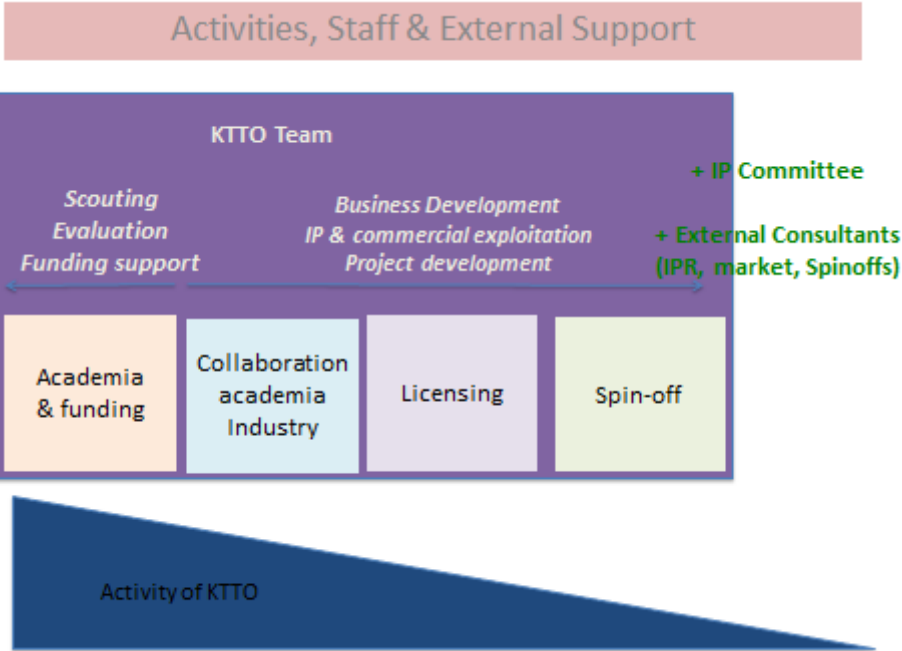 Activities, Staff & External Support
KTTO Team
Scouting
Evaluation
Funding support
Business Development
IP & commercial exploitation
Project development
+ IP Committee
+ External Consultants
(IPR, market, Spinoffs)
Academia
& funding
Collaboration
academia
Industry
Licensing
Spin-off
Activity of KTTO